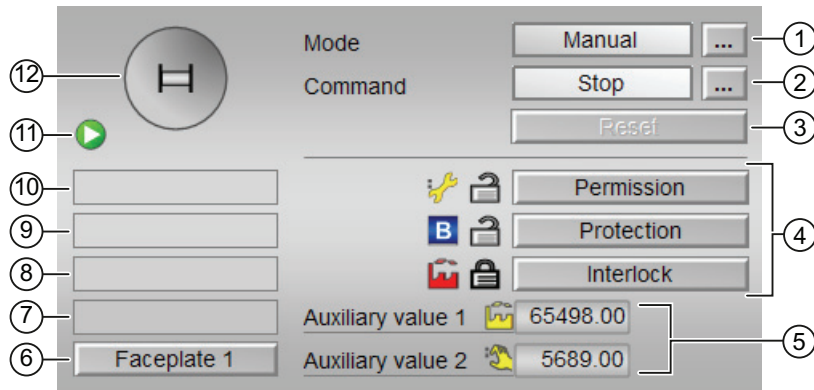 Mode Manual ... 1
Command Stop ... 2
Reset 3
12
11
10 Permission
9 B Protection 4
8 Interlock
7 Auxiliary value 1 65498.00
6 Faceplate 1 Auxiliary value 2 5689.00 5